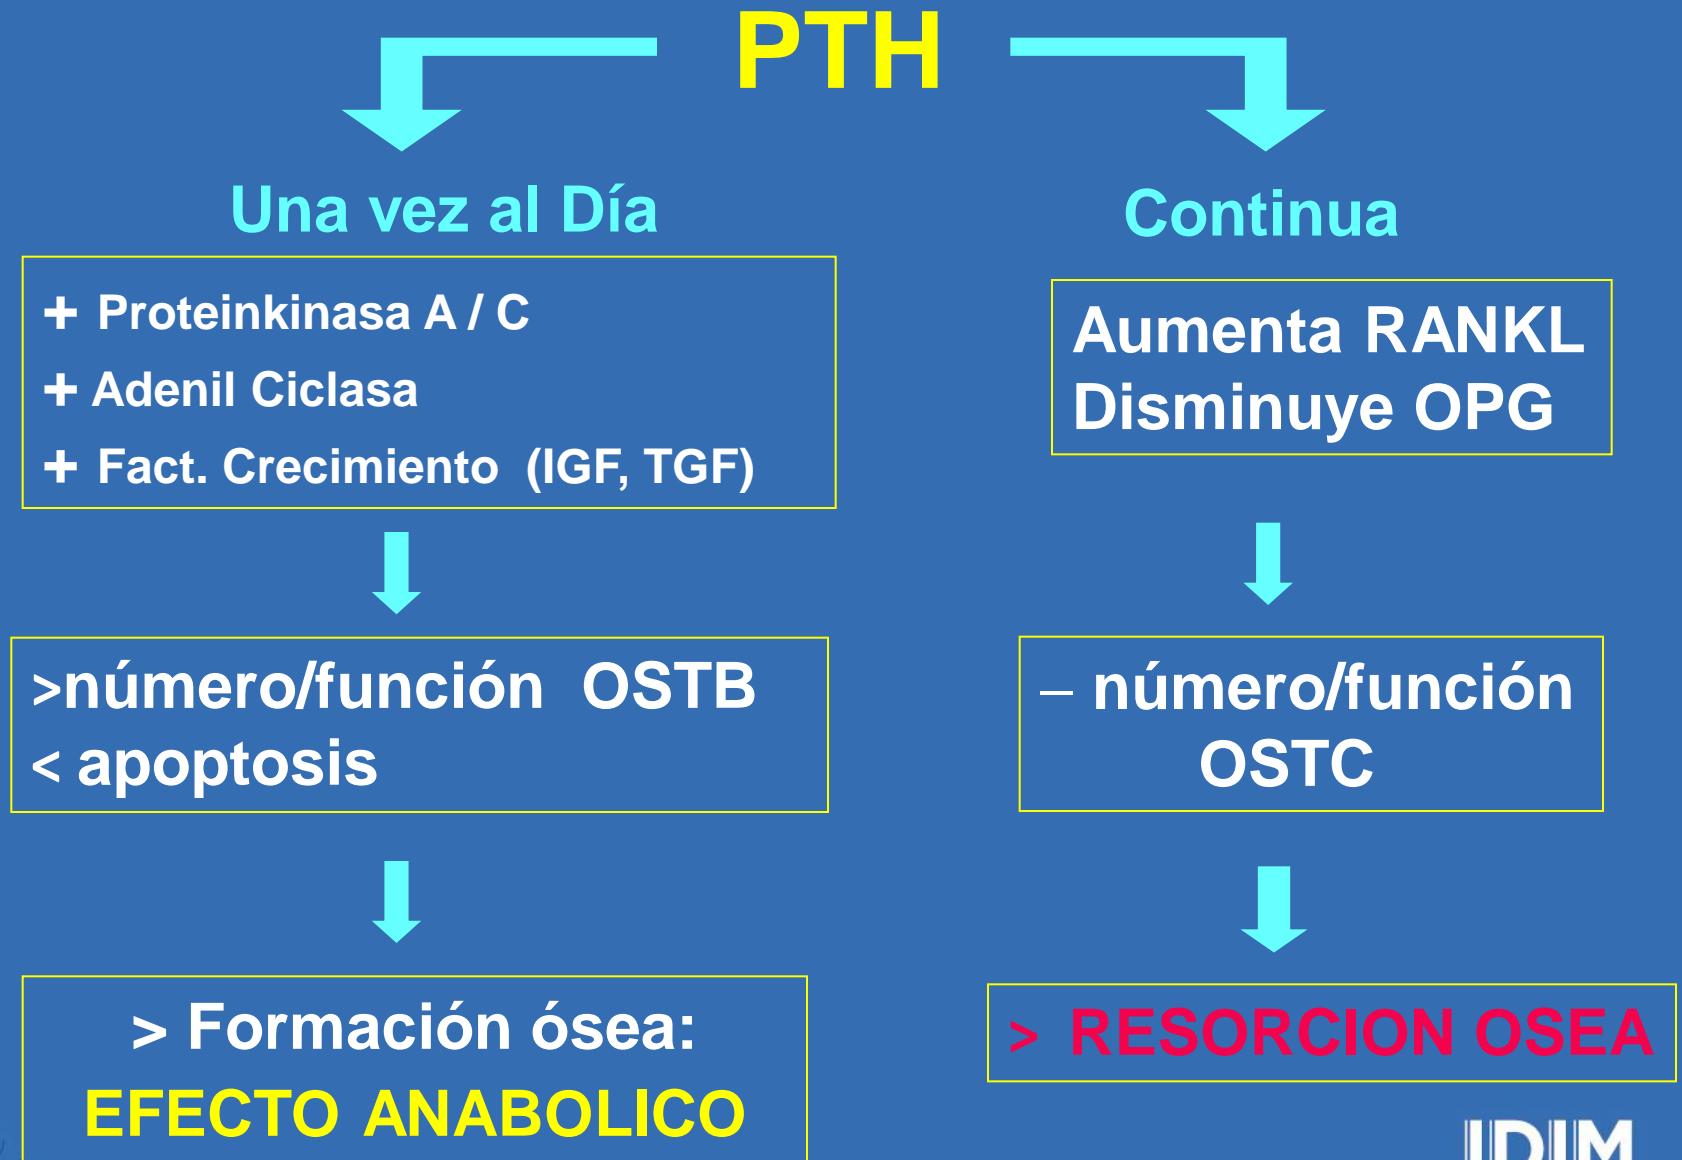 PTH
Una vez al Día
+ Proteinkinasa A / C
+ Adenil Ciclasa
+ Fact. Crecimiento (IGF, TGF)
>número/función OSTB
< apoptosis
> Formación ósea:
EFECTO ANABOLICO
Continua
Aumenta RANKL
Disminuye OPG
– número/función
OSTC
> RESORCION OSEA
IDIM